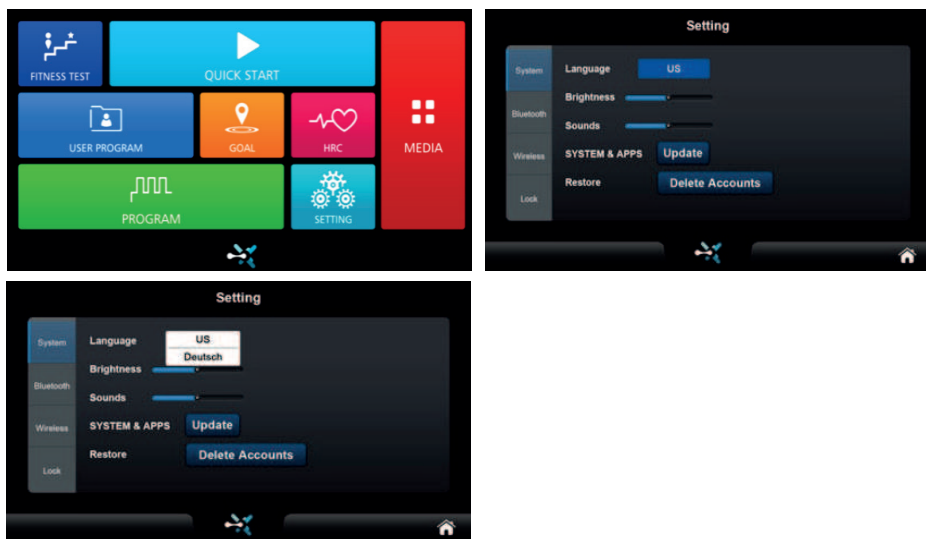 FITNESS TEST
QUICK START
USER PROGRAM
GOAL
HRC
MEDIA
PROGRAM
SETTING
Setting
System
Language US
Brightness
Bluetooth
Sounds
Wireless
SYSTEM & APPS Update
Restore Delete Accounts
Lock
Setting
System
Language US
Deutsch
Brightness
Bluetooth
Sounds
Wireless
SYSTEM & APPS Update
Restore Delete Accounts
Lock